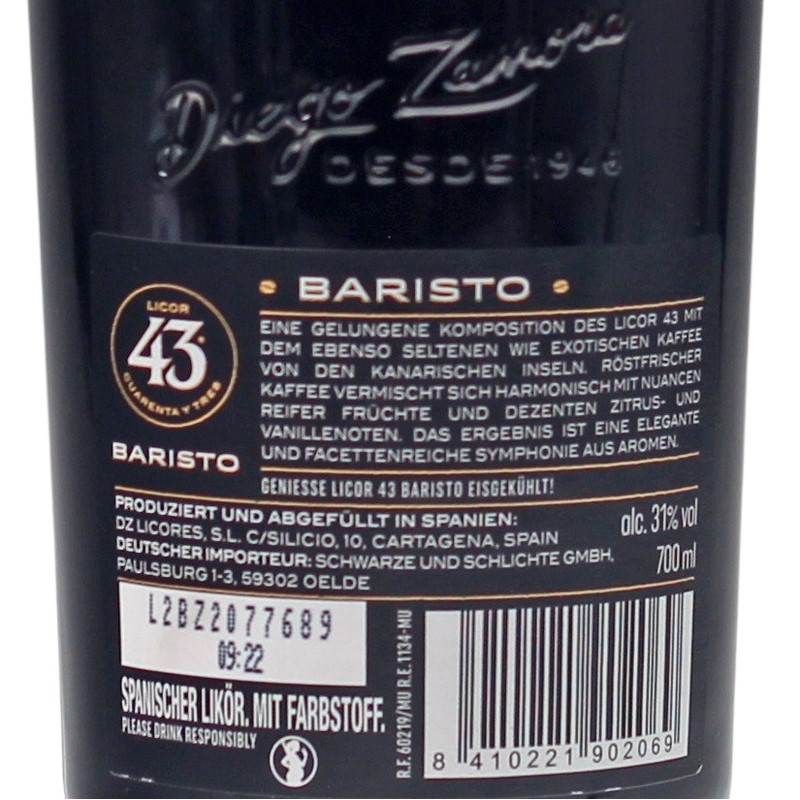 Diego Zamora
DESDE 1946
BARISTO
LICOR
43
CUARENTA Y TRES
BARISTO
EINE GELUNGENE KOMPOSITION DES LICOR 43 MIT
DEM EBENSO SELTENEN WIE EXOTISCHEN KAFFEE
VON DEN KANARISCHEN INSELN. RÖSTFRISCHER
KAFFEE VERMISCHT SICH HARMONISCH MIT NUANCEN
REIFER FRÜCHTE UND DEZENTEN ZITRUS- UND
VANILLENOTEN. DAS ERGEBNIS IST EINE ELEGANTE
UND FACETTENREICHE SYMPHONIE AUS AROMEN.
GENIESSE LICOR 43 BARISTO EISGEKÜHLT!
PRODUZIERT UND ABGEFÜLLT IN SPANIEN:
DZ LICORES, S.L. C/SILICIO, 10, CARTAGENA, SPAIN
DEUTSCHER IMPORTEUR: SCHWARZE UND SCHLICHTE GMBH,
PAULSBURG 1-3, 59302 OELDE
alc. 31% vol
700 ml
L2BZ2077689
09:22
SPANISCHER LIKÖR. MIT FARBSTOFF.
PLEASE DRINK RESPONSIBLY
R.F. 60219/MU R.E. 1134-MU
8 410221 902069